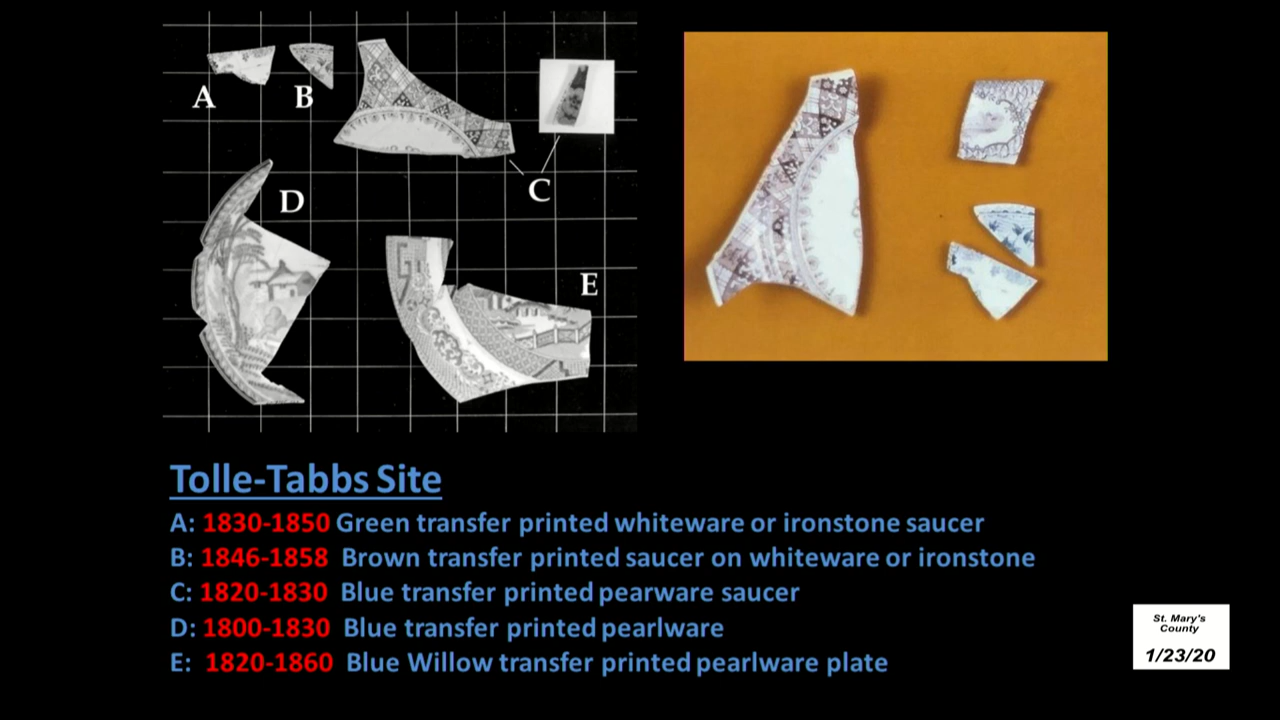 A
B
C
D
E
Tolle-Tabbs Site
A: 1830-1850 Green transfer printed whiteware or ironstone saucer
B: 1846-1858 Brown transfer printed saucer on whiteware or ironstone
C: 1820-1830 Blue transfer printed pearware saucer
D: 1800-1830 Blue transfer printed pearlware
E: 1820-1860 Blue Willow transfer printed pearlware plate
St. Mary's
County
1/23/20